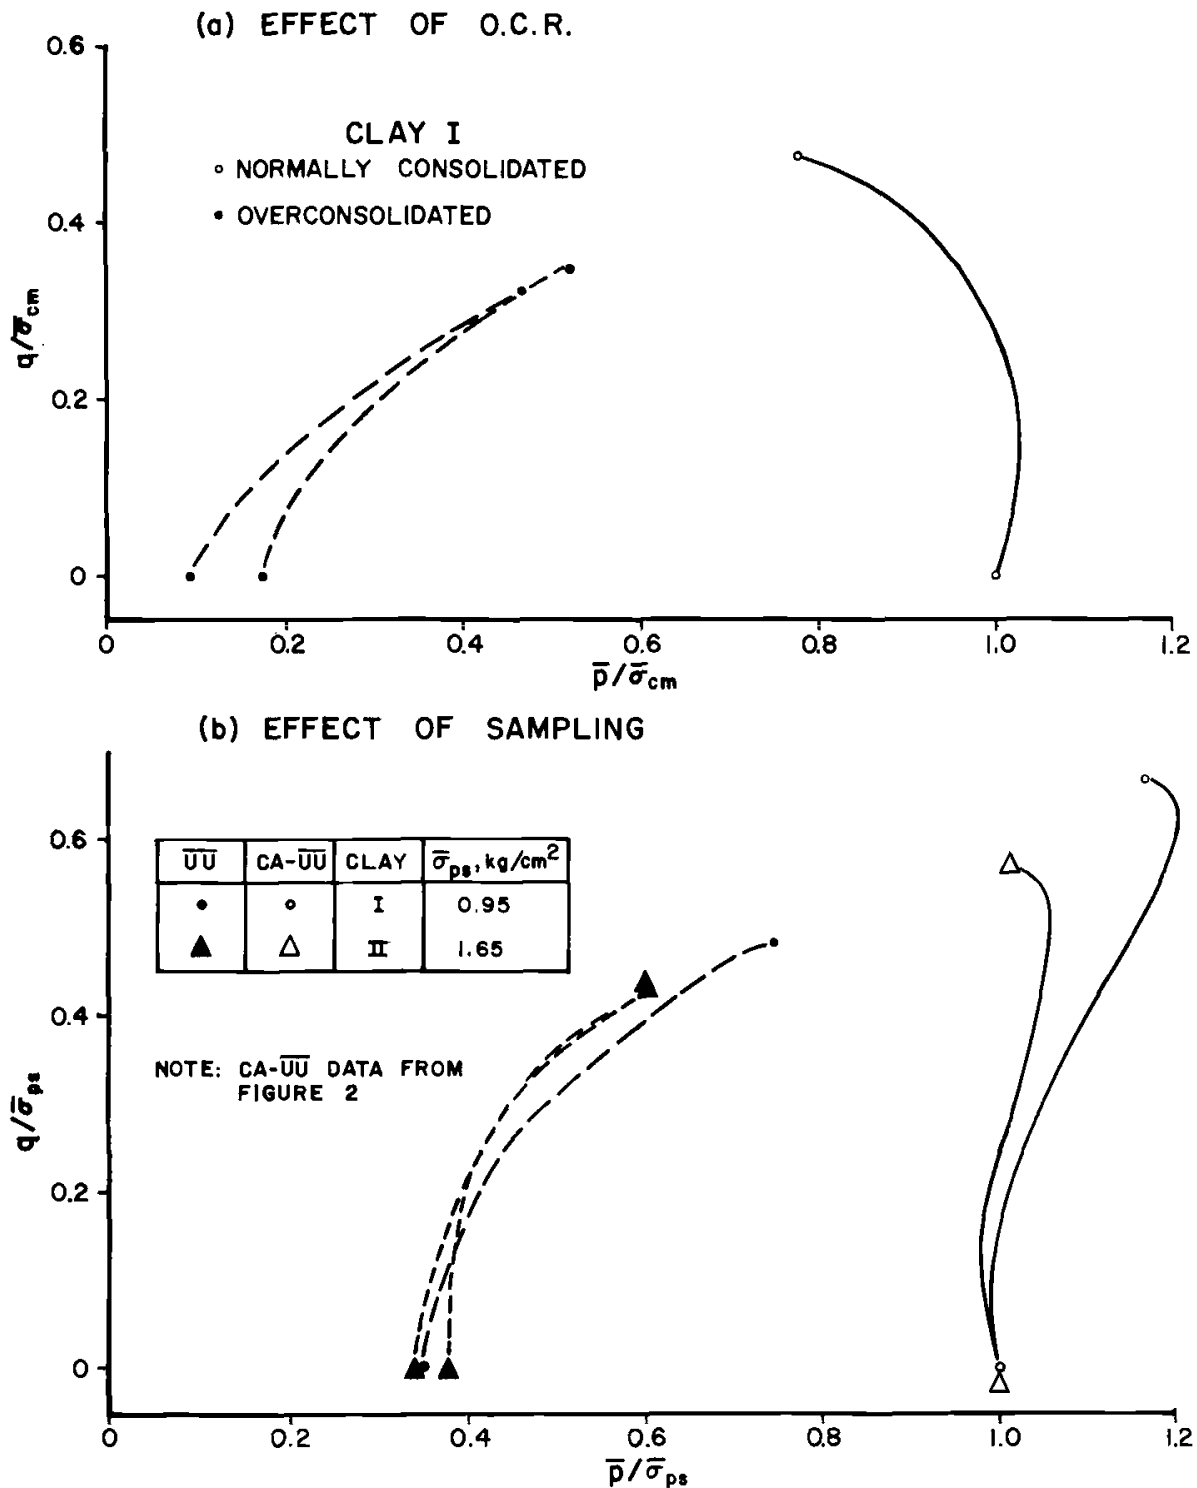 (a) EFFECT OF O.C.R.
0.6
0.4
0.2
0
q/σ̅cm
CLAY I
○ NORMALLY CONSOLIDATED
● OVERCONSOLIDATED
0 0.2 0.4 0.6 0.8 1.0 1.2
p̅/σ̅cm
(b) EFFECT OF SAMPLING
0.6
0.4
0.2
0
q/σ̅ps
U̅U̅ CA-U̅U̅ CLAY σ̅ps, kg/cm²
● ○ I 0.95
▲ △ II 1.65
NOTE: CA-U̅U̅ DATA FROM
FIGURE 2
0 0.2 0.4 0.6 0.8 1.0 1.2
p̅/σ̅ps